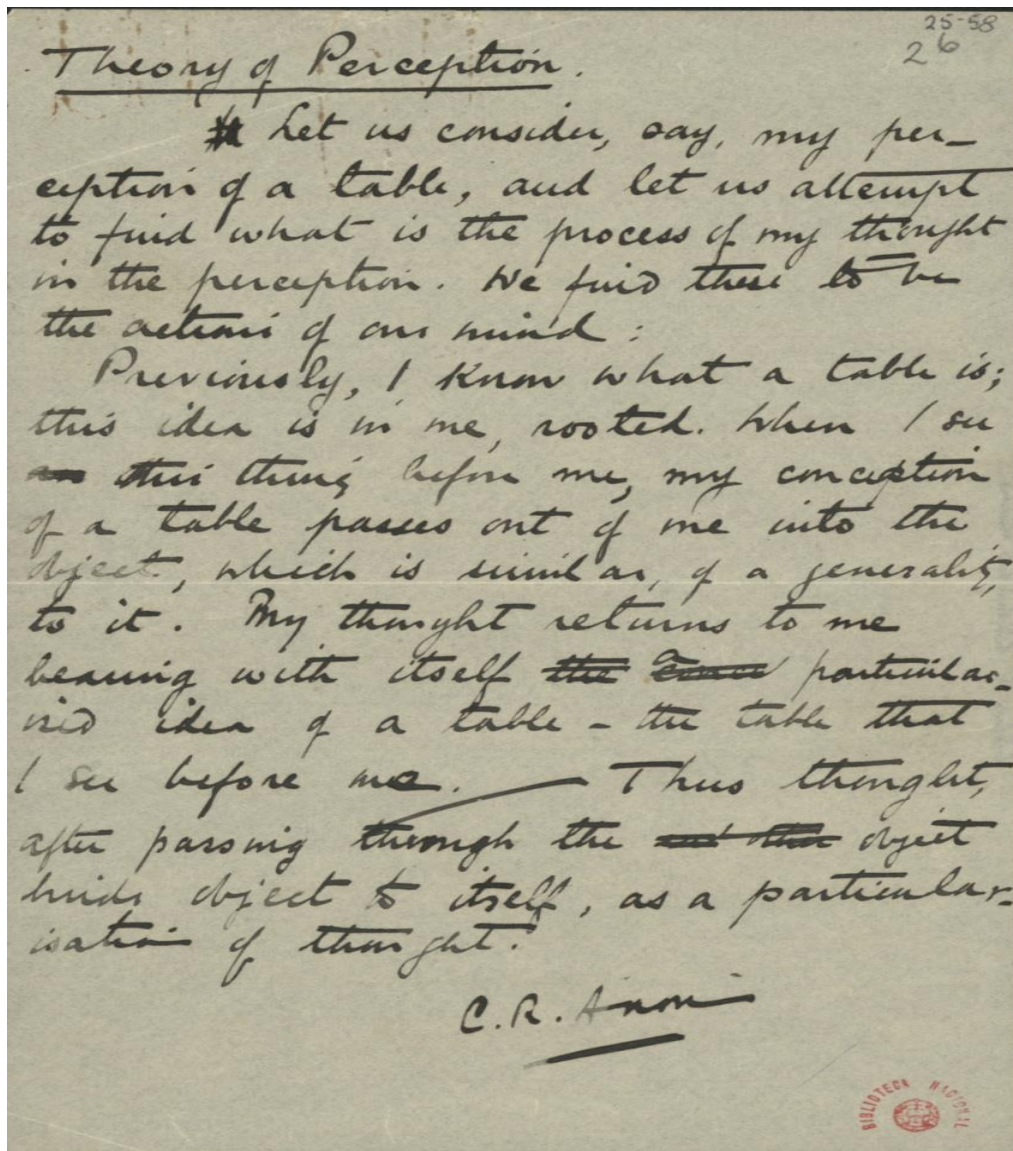 25-58
26
Theory of Perception.
Let us consider, say, my per-
ception of a table, and let us attempt
to find what is the process of my thought
in the perception. We find these to be
the actions of our mind:
Previously, I know what a table is;
this idea is in me, rooted. When I see
this thing before me, my conception
of a table passes out of me into the
object, which is similar, of a generality,
to it. My thought returns to me
bearing with itself the particular-
ised idea of a table - the table that
I see before me. — Thus thought,
after passing through the object
binds object to itself, as a particular-
isation of thought.
C. R. Anon
BIBLIOTECA NACIONAL